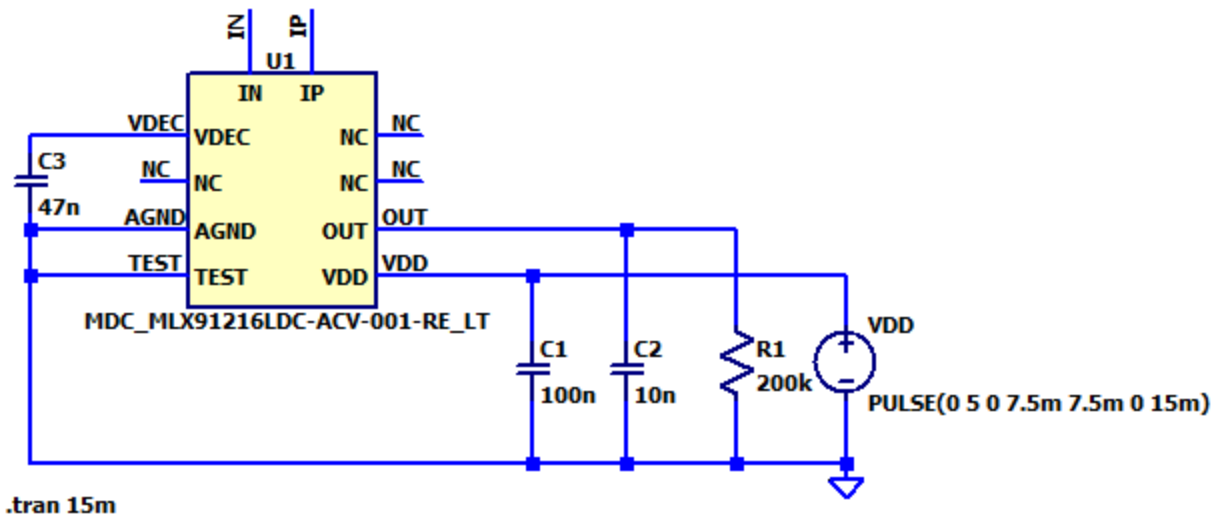 IN
IP
U1
IN IP
VDEC
VDEC
NC
NC
C3
47n
NC
NC
NC
NC
AGND
AGND
OUT
OUT
TEST
TEST
VDD
VDD
MDC_MLX91216LDC-ACV-001-RE_LT
C1
100n
C2
10n
R1
200k
VDD
+
−
PULSE(0 5 0 7.5m 7.5m 0 15m)
.tran 15m